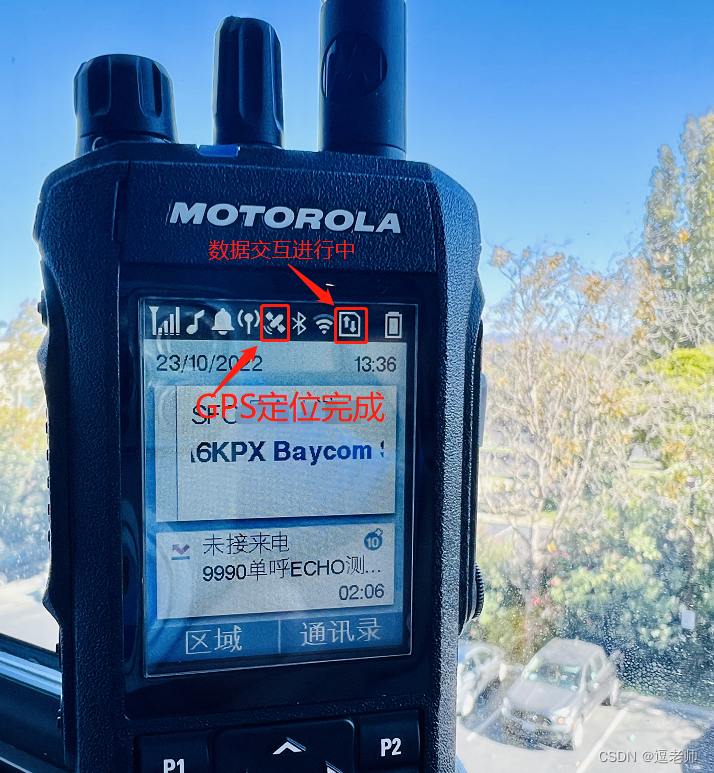 MOTOROLA
数据交互进行中
23/10/2022 13:36
GPS定位完成
6KPX Baycom
未接来电
10
9990单呼ECHO测...
02:06
区域 通讯录
P1 P2
CSDN @逗老师